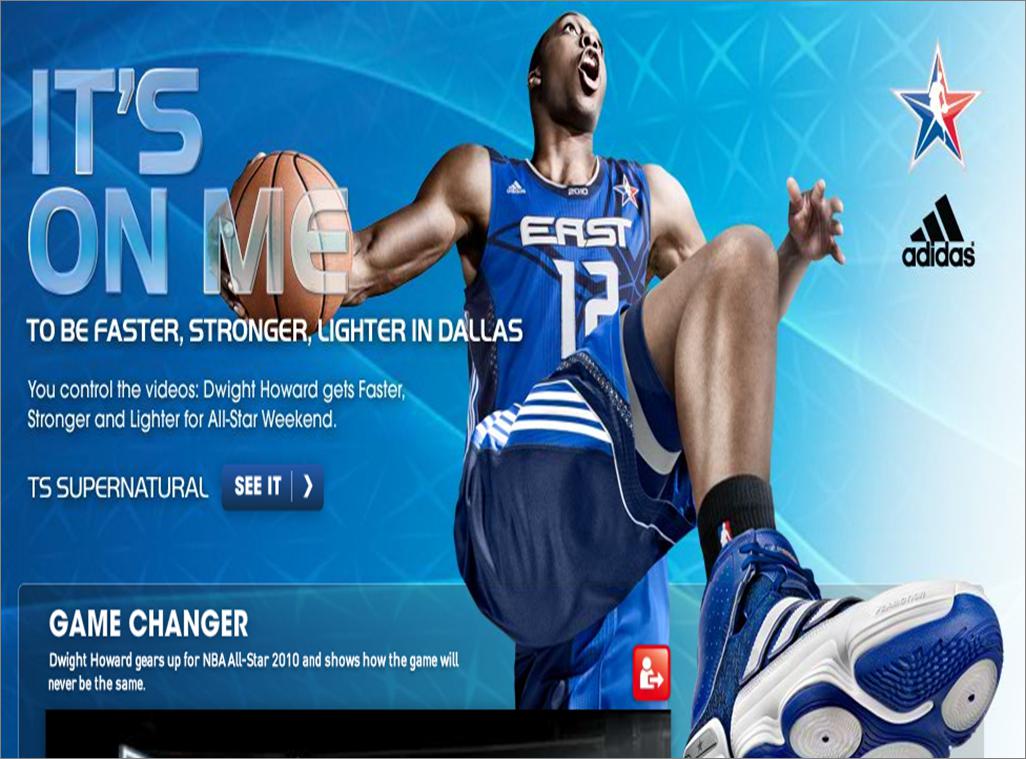 IT'S
ON ME
TO BE FASTER, STRONGER, LIGHTER IN DALLAS
You control the videos: Dwight Howard gets Faster,
Stronger and Lighter for All-Star Weekend.
TS SUPERNATURAL SEE IT
GAME CHANGER
Dwight Howard gears up for NBA All-Star 2010 and shows how the game will
never be the same.
adidas
2010
EAST
12
adidas